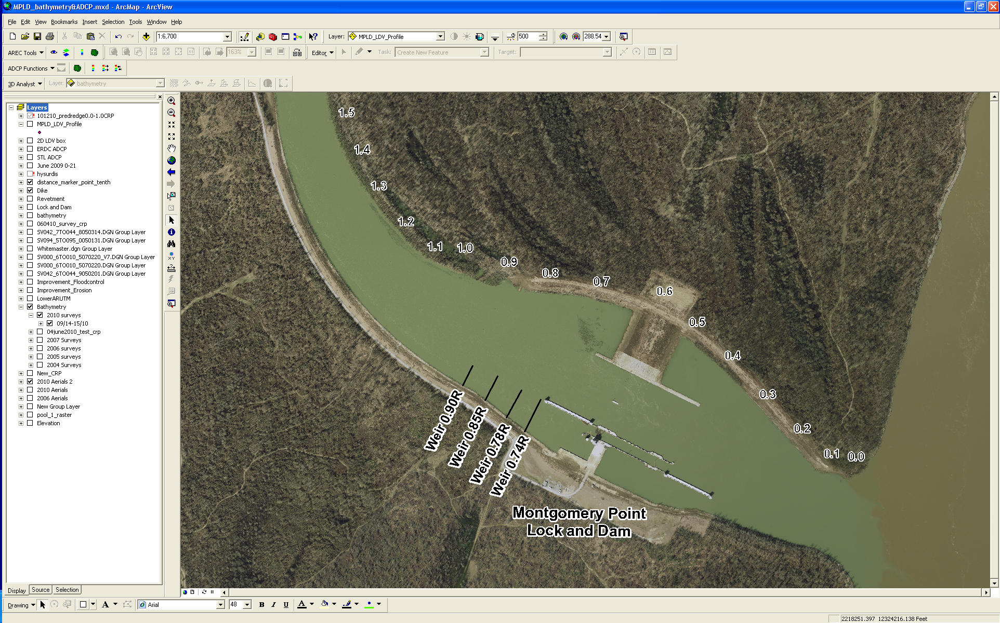 MPLD_bathymetry&ADCP.mxd - ArcMap - ArcView
File Edit View Bookmarks Insert Selection Tools Window Help
1:6,700
Layer: MPLD_LDV_Profile
500
288.54
AREC Tools
163%
1:1
Editor
Task: Create New Feature
Target:
ADCP Functions
3D Analyst
Layer: bathymetry
Layers
101210_predredge0.0-1.0CRP
MPLD_LDV_Profile
2D LDV box
ERDC ADCP
STL ADCP
June 2009 0-21
hysurdis
distance_marker_point_tenth
Dike
Revetment
Lock and Dam
bathymetry
060410_survey_crp
SV042_7TO044_8050314.DGN Group Layer
SV094_5TO095_0050131.DGN Group Layer
Whitemaster.dgn Group Layer
SV000_6TO010_5070220_V7.DGN Group Layer
SV000_6TO010_5070220.DGN Group Layer
SV042_6TO044_9050201.DGN Group Layer
Improvement_Floodcontrol
Improvement_Erosion
LowerARUTM
Bathymetry
2010 surveys
09/14-15/10
04june2010_test_crp
2007 Surveys
2006 surveys
2005 surveys
2004 Surveys
New_CRP
2010 Aerials 2
2010 Aerials
2006 Aerials
New Group Layer
pool_1_raster
Elevation
XY
1.5
1.4
1.3
1.2
1.1
1.0
0.9
0.8
0.7
0.6
0.5
0.4
0.3
0.2
0.1
0.0
Weir 0.90R
Weir 0.85R
Weir 0.78R
Weir 0.74R
Montgomery Point
Lock and Dam
Display Source Selection
Drawing
A
Arial
48
B I U
A
2218251.397 12324216.138 Feet